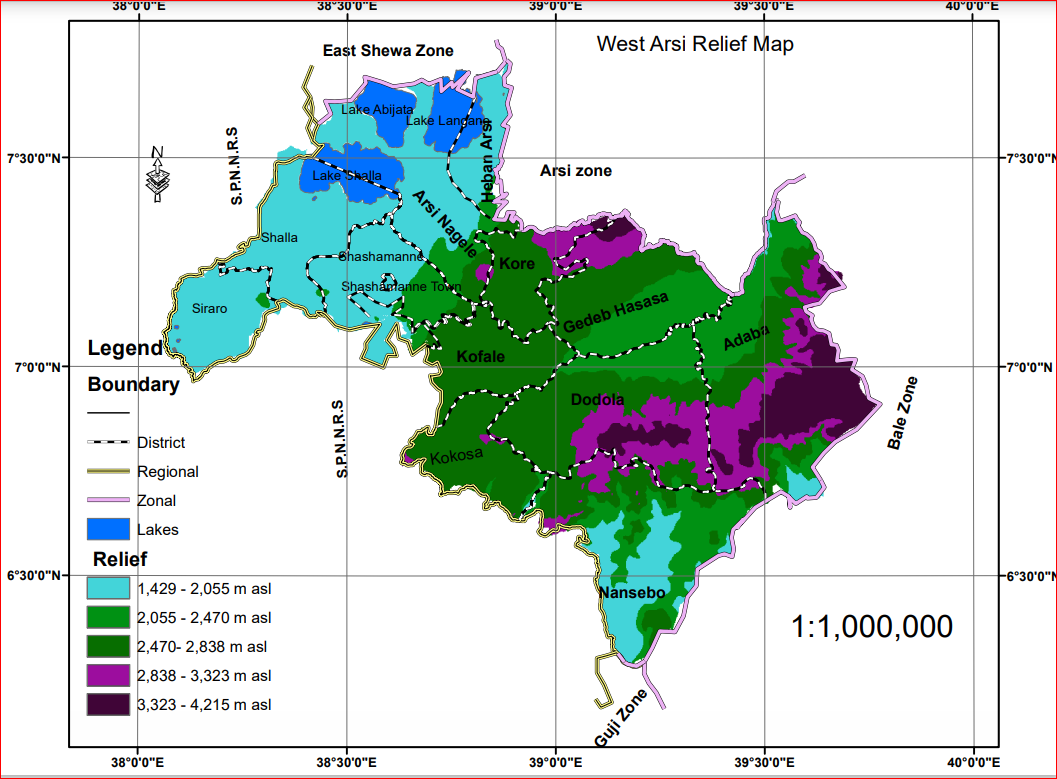 38°0'0"E 38°30'0"E 39°0'0"E 39°30'0"E 40°0'0"E
West Arsi Relief Map
East Shewa Zone
Lake Abijata
Lake Langano
S.P.N.N.R.S
Heban Arsi
7°30'0"N 7°30'0"N
N
Arsi zone
Lake Shalla
Arsi Nagele
Shalla
Shashamanne
Kore
Shashamanne Town
Siraro
Gedeb Hasasa
Adaba
Legend
Kofale
7°0'0"N 7°0'0"N
Boundary
Dodola
Bale Zone
S.P.N.N.R.S
District
Kokosa
Regional
Zonal
Lakes
Relief
6°30'0"N 6°30'0"N
1,429 - 2,055 m asl
Nansebo
2,055 - 2,470 m asl
1:1,000,000
2,470- 2,838 m asl
2,838 - 3,323 m asl
3,323 - 4,215 m asl
Guji Zone
38°0'0"E 38°30'0"E 39°0'0"E 39°30'0"E 40°0'0"E